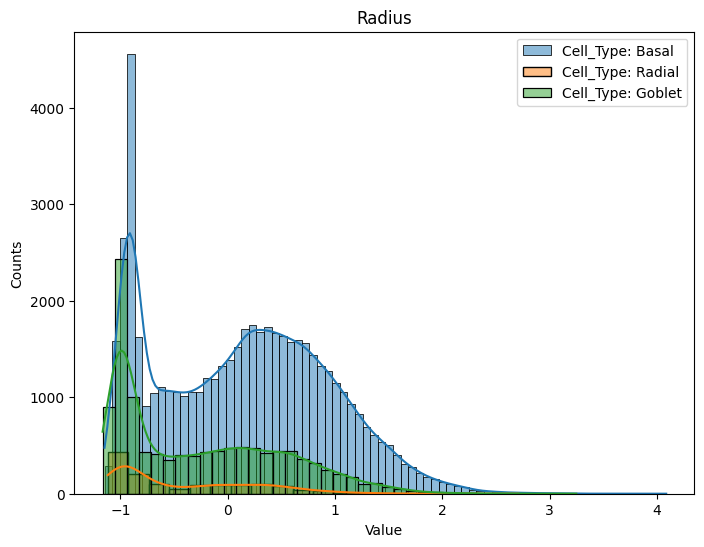 Radius
Cell_Type: Basal
Cell_Type: Radial
Cell_Type: Goblet
Counts
4000
3000
2000
1000
0
−1
0
1
2
3
4
Value